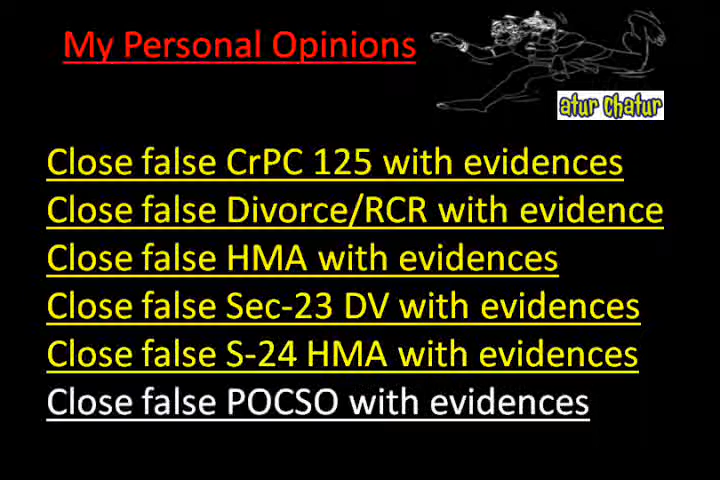 My Personal Opinions
atur Chatur
Close false CrPC 125 with evidences
Close false Divorce/RCR with evidence
Close false HMA with evidences
Close false Sec-23 DV with evidences
Close false S-24 HMA with evidences
Close false POCSO with evidences